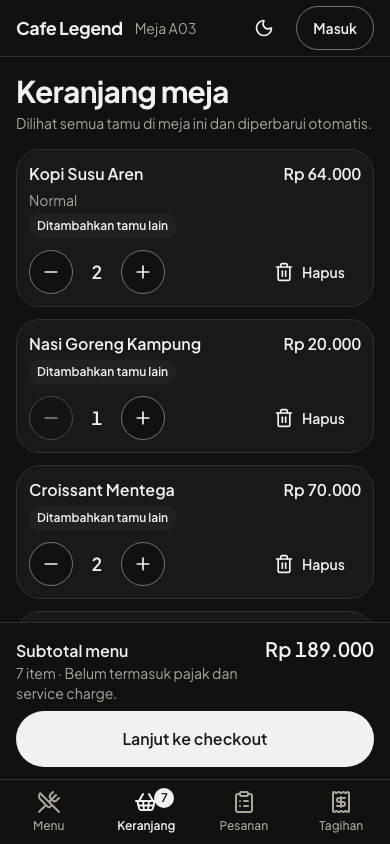 Cafe Legend Meja A03 Masuk
Keranjang meja
Dilihat semua tamu di meja ini dan diperbarui otomatis.
Kopi Susu Aren Rp 64.000
Normal
Ditambahkan tamu lain
2 Hapus
Nasi Goreng Kampung Rp 20.000
Ditambahkan tamu lain
1 Hapus
Croissant Mentega Rp 70.000
Ditambahkan tamu lain
2 Hapus
Subtotal menu Rp 189.000
7 item · Belum termasuk pajak dan
service charge.
Lanjut ke checkout
7
Menu Keranjang Pesanan Tagihan